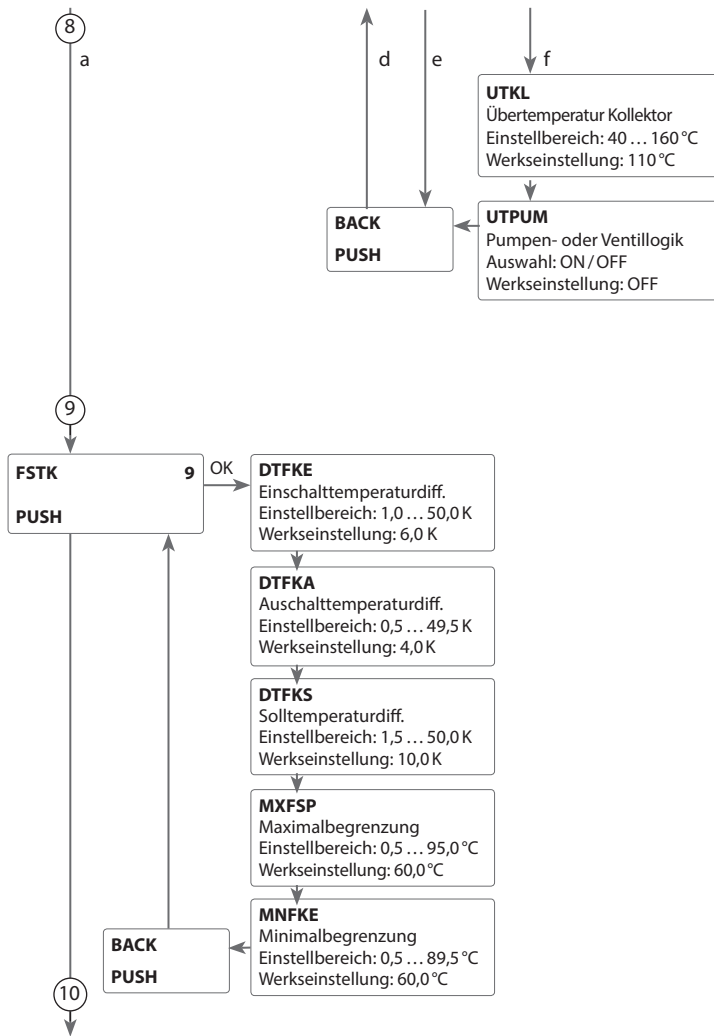 8
a
d
e
f
UTKL
Übertemperatur Kollektor
Einstellbereich: 40 … 160 °C
Werkseinstellung: 110 °C
BACK
PUSH
UTPUM
Pumpen- oder Ventillogik
Auswahl: ON / OFF
Werkseinstellung: OFF
9
FSTK 9
PUSH
OK
DTFKE
Einschalttemperaturdiff.
Einstellbereich: 1,0 … 50,0 K
Werkseinstellung: 6,0 K
DTFKA
Auschalttemperaturdiff.
Einstellbereich: 0,5 … 49,5 K
Werkseinstellung: 4,0 K
DTFKS
Solltemperaturdiff.
Einstellbereich: 1,5 … 50,0 K
Werkseinstellung: 10,0 K
MXFSP
Maximalbegrenzung
Einstellbereich: 0,5 … 95,0 °C
Werkseinstellung: 60,0 °C
MNFKE
Minimalbegrenzung
Einstellbereich: 0,5 … 89,5 °C
Werkseinstellung: 60,0 °C
BACK
PUSH
10